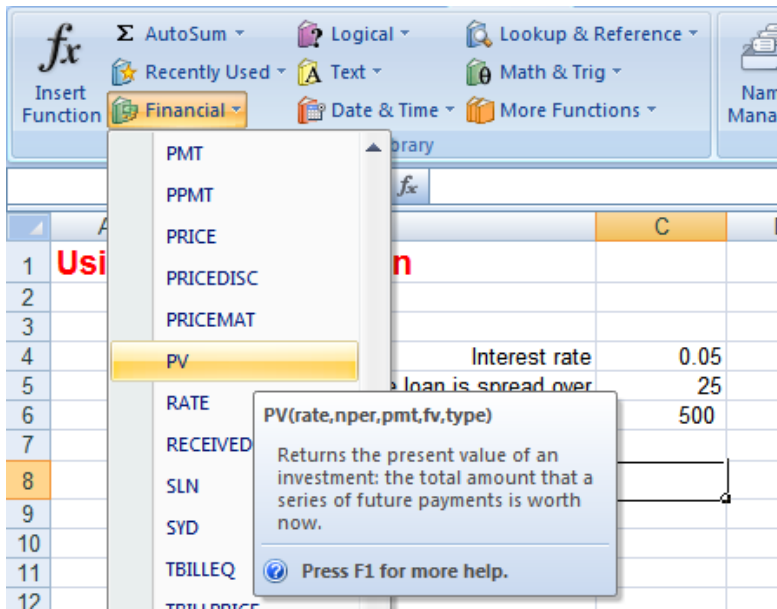 Σ AutoSum
Logical
Lookup & Reference
Recently Used
Text
Math & Trig
Financial
Date & Time
More Functions
fx
Insert
Function
Nam
Mana
brary
fx
PMT
PPMT
PRICE
PRICEDISC
PRICEMAT
PV
RATE
RECEIVED
SLN
SYD
TBILLEQ
A
C
1 Usi n
2
3
4 Interest rate 0.05
5 e loan is spread over 25
6 500
7
8
9
10
11
12
PV(rate,nper,pmt,fv,type)
Returns the present value of an
investment: the total amount that a
series of future payments is worth
now.
Press F1 for more help.